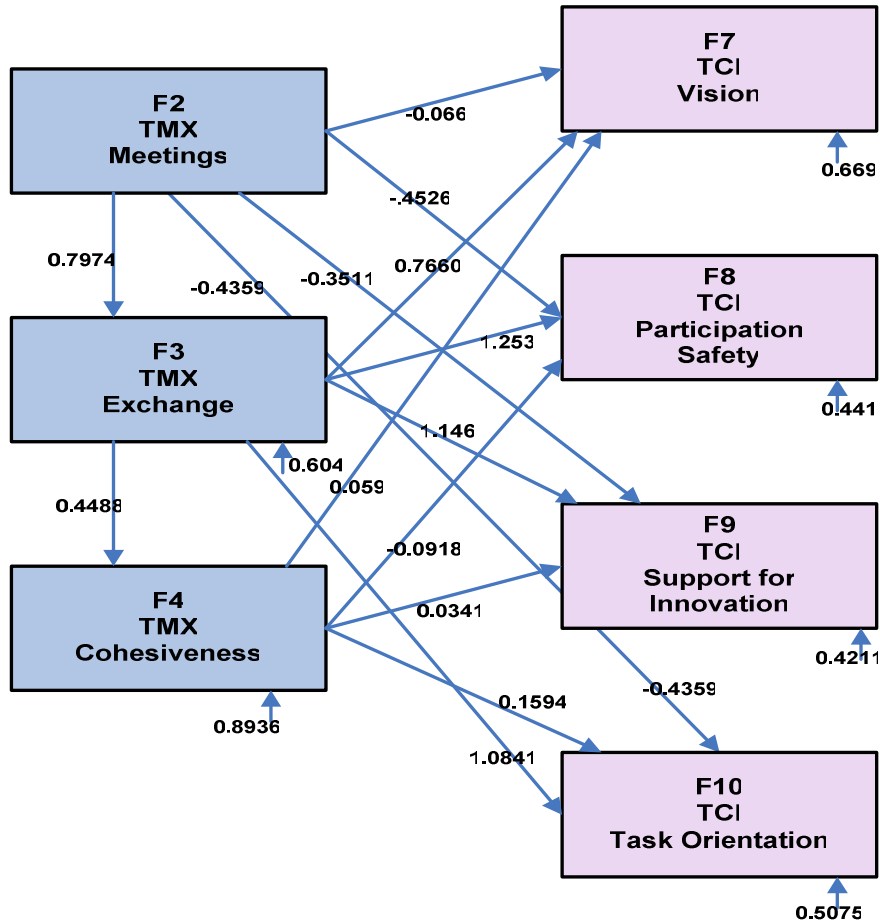 F7
TCI
Vision
F2
TMX
Meetings
-0.066
0.669
-.4526
0.7974
-0.4359
-0.3511
0.7660
F8
TCI
Participation
Safety
F3
TMX
Exchange
1.253
0.441
1.146
0.604
0.059
0.4488
F9
TCI
Support for
Innovation
-0.0918
F4
TMX
Cohesiveness
0.0341
0.4211
-0.4359
0.1594
0.8936
1.0841
F10
TCI
Task Orientation
0.5075